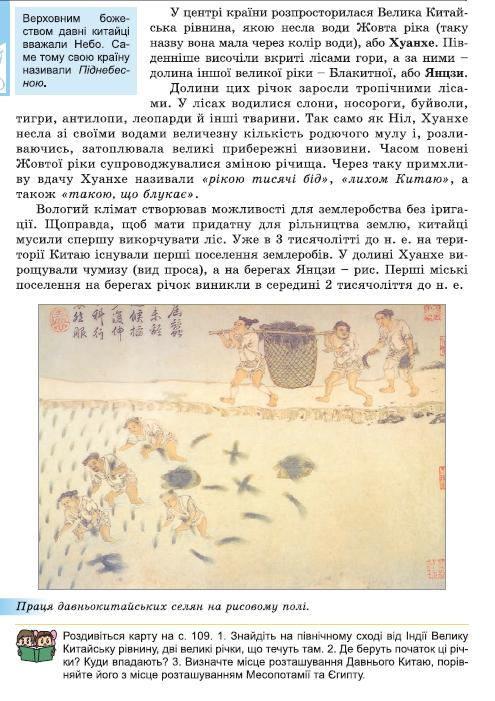 Верховним боже-
ством давні китайці
вважали Небо. Са-
ме тому свою країну
називали Піднебес-
ною.
У центрі країни розпросторилася Велика Китай-
ська рівнина, якою несла води Жовта ріка (таку
назву вона мала через колір води), або Хуанхе. Пів-
денніше височіли вкриті лісами гори, а за ними –
долина іншої великої ріки – Блакитної, або Янцзи.
Долини цих річок заросли тропічними ліса-
ми. У лісах водилися слони, носороги, буйволи,
тигри, антилопи, леопарди й інші тварини. Так само як Ніл, Хуанхе
несла зі своїми водами величезну кількість родючого мулу і, розли-
ваючись, затоплювала великі прибережні низовини. Часом повені
Жовтої ріки супроводжувалися зміною річища. Через таку примхли-
ву вдачу Хуанхе називали «рікою тисячі бід», «лихом Китаю», а
також «такою, що блукає».
Вологий клімат створював можливості для землеробства без ірига-
ції. Щоправда, щоб мати придатну для рільництва землю, китайці
мусили спершу викорчувати ліс. Уже в 3 тисячолітті до н. е. на тери-
торії Китаю існували перші поселення землеробів. У долині Хуанхе ви-
рощували чумизу (вид проса), а на берегах Янцзи – рис. Перші міські
поселення на берегах річок виникли в середині 2 тисячоліття до н. е.
Праця давньокитайських селян на рисовому полі.
Роздивіться карту на с. 109. 1. Знайдіть на північному сході від Індії Велику
Китайську рівнину, дві великі річки, що течуть там. 2. Де беруть початок ці річ-
ки? Куди впадають? 3. Визначте місце розташування Давнього Китаю, порів-
няйте його з місце розташуванням Месопотамії та Єгипту.